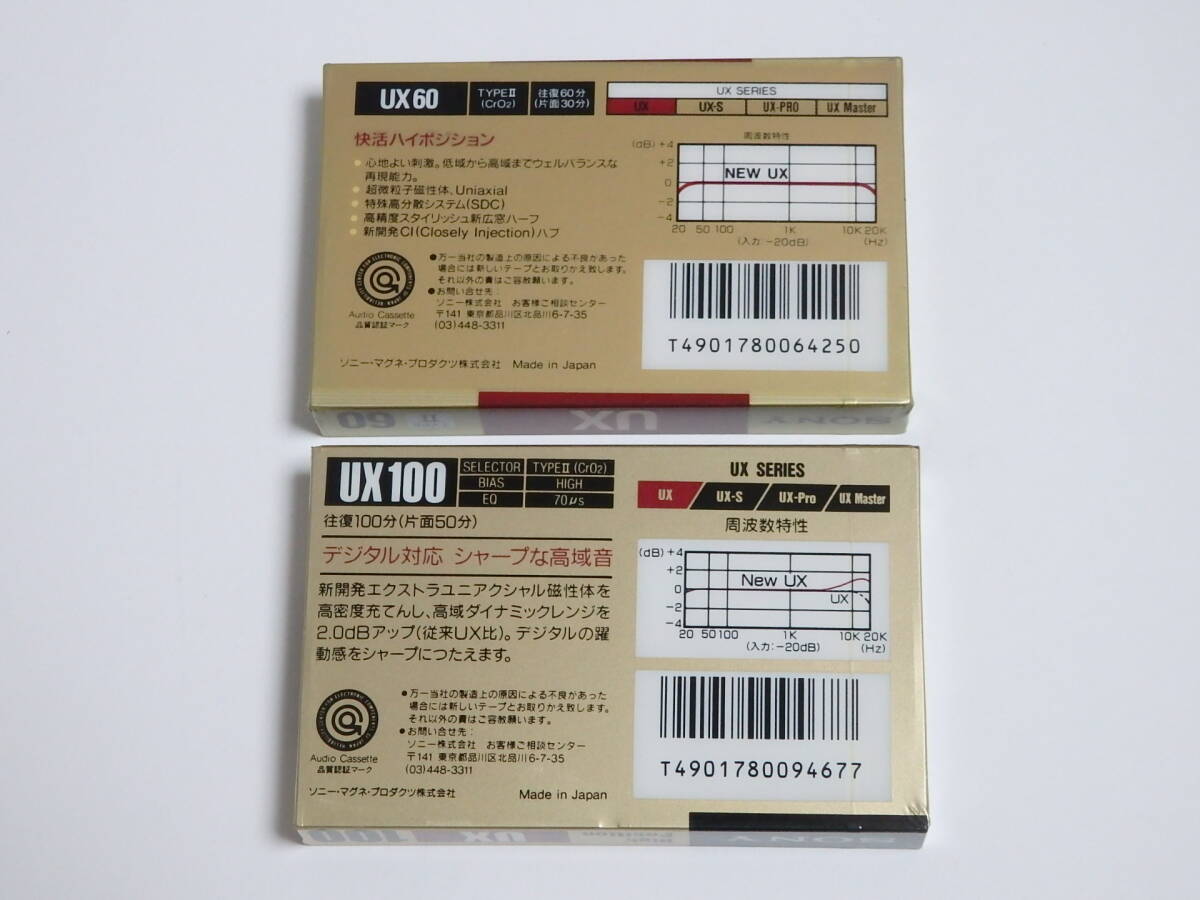 UX60
TYPEⅡ
(CrO2)
往復60分
(片面30分)
UX SERIES
UX
UX-S
UX-PRO
UX Master
快活ハイポジション
心地よい刺激。低域から高域までウェルバランスな
再現能力。
超微粒子磁性体、Uniaxial
特殊高分散システム(SDC)
高精度スタイリッシュ新広窓ハーフ
新開発CI(Closely Injection)ハブ
周波数特性
(dB) +4
+2
0
-2
-4
NEW UX
20 50 100 1K 10K 20K
(入力: -20dB) (Hz)
Audio Cassette
品質認証マーク
●万一当社の製造上の原因による不良があった
場合には新しいテープとお取りかえ致します。
それ以外の責はご容赦願います。
●お問い合せ先:
ソニー株式会社 お客様ご相談センター
〒141 東京都品川区北品川6-7-35
(03)448-3311
T4901780064250
ソニー・マグネ・プロダクツ株式会社 Made in Japan
SONY
UX
Ⅱ
60
UX100
SELECTOR TYPEⅡ (CrO2)
BIAS HIGH
EQ 70μs
往復100分(片面50分)
デジタル対応 シャープな高域音
新開発エクストラユニアクシャル磁性体を
高密度充てんし、高域ダイナミックレンジを
2.0dBアップ(従来UX比)。デジタルの躍
動感をシャープにつたえます。
UX SERIES
UX
UX-S
UX-Pro
UX Master
周波数特性
(dB) +4
+2
0
-2
-4
New UX
UX
20 50 100 1K 10K 20K
(入力: -20dB) (Hz)
Audio Cassette
品質認証マーク
●万一当社の製造上の原因による不良があった
場合には新しいテープとお取りかえ致します。
それ以外の責はご容赦願います。
●お問い合せ先:
ソニー株式会社 お客様ご相談センター
〒141 東京都品川区北品川6-7-35
(03)448-3311
T4901780094677
ソニー・マグネ・プロダクツ株式会社 Made in Japan
SONY
High
Position
UX
100